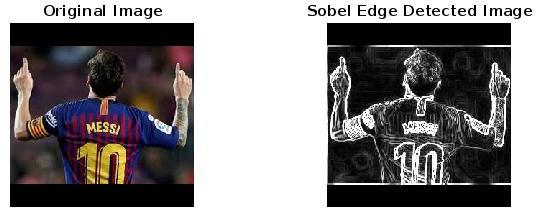 Original Image
Sobel Edge Detected Image
MESSI
10
MESSI
10